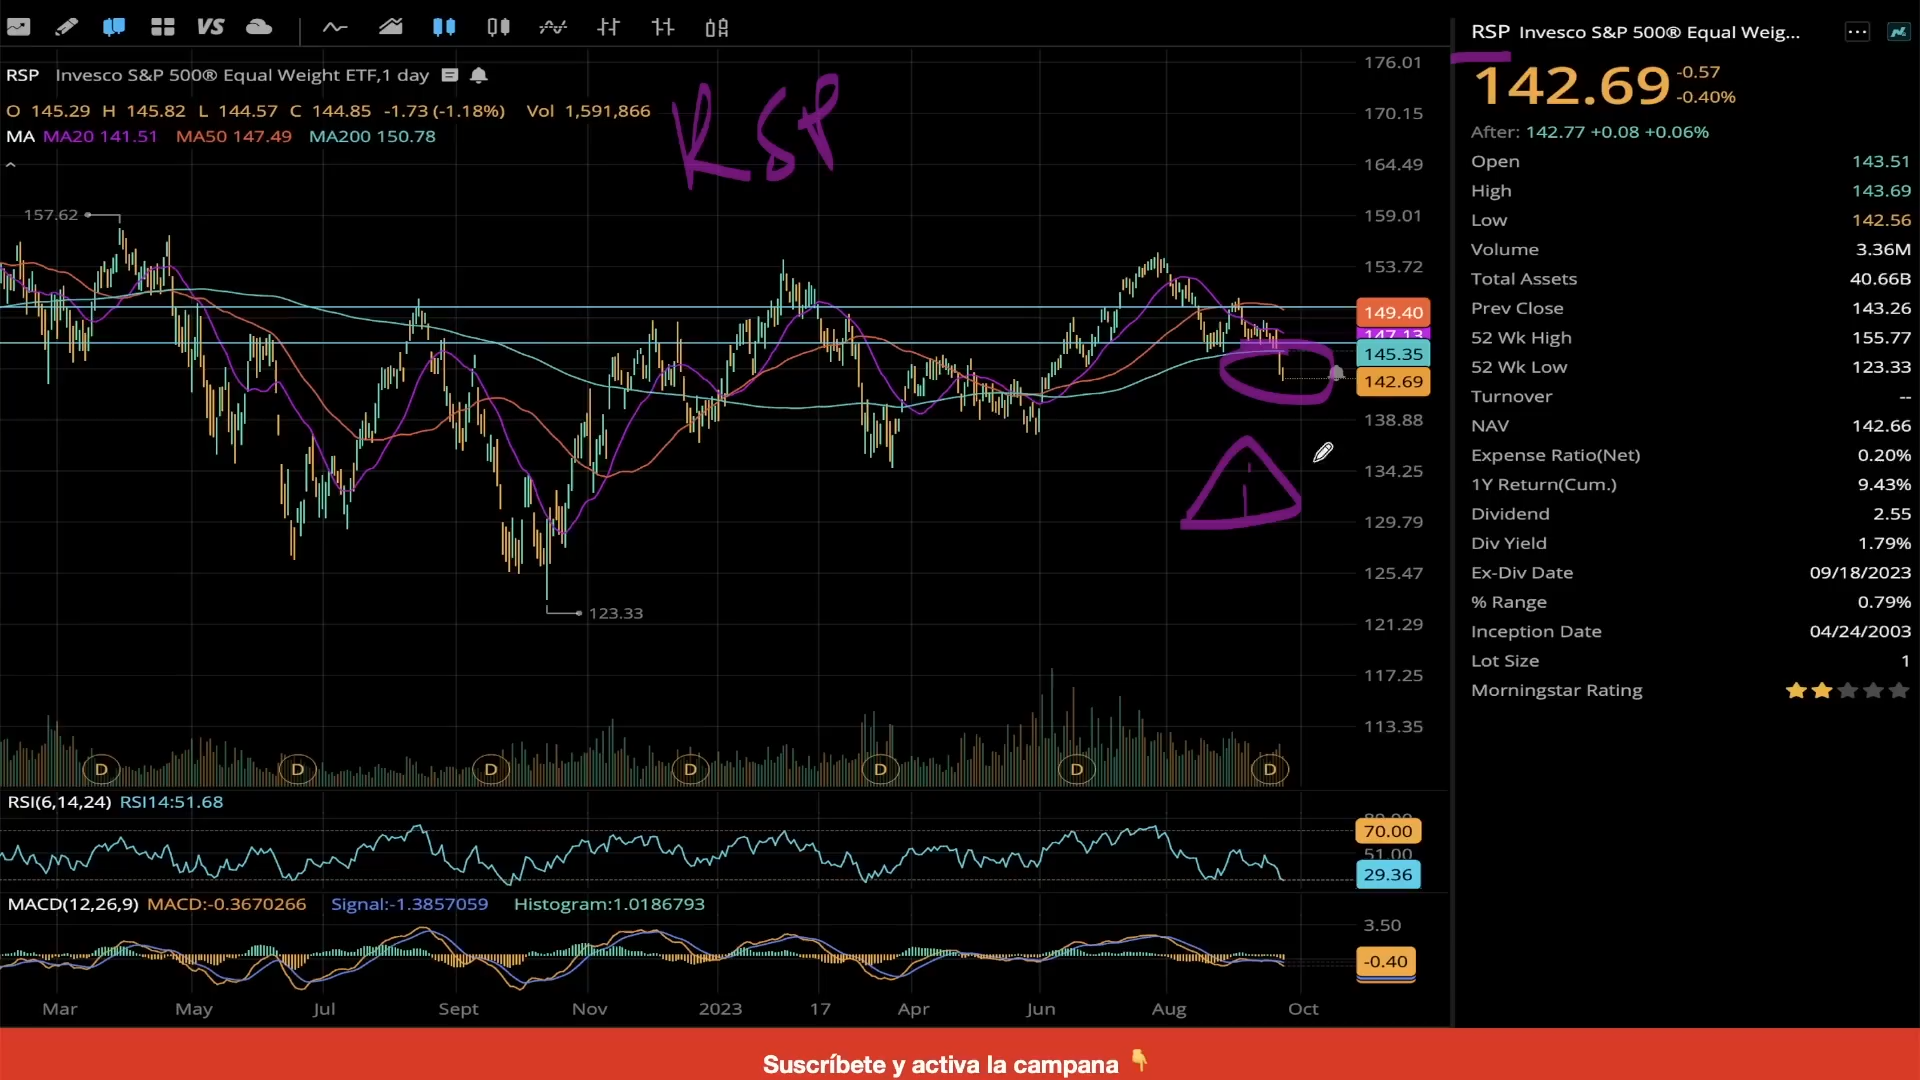 VS
RSP Invesco S&P 500® Equal Weight ETF,1 day
O 145.29 H 145.82 L 144.57 C 144.85 -1.73 (-1.18%) Vol 1,591,866
MA MA20 141.51 MA50 147.49 MA200 150.78
RSP
157.62
123.33
176.01
170.15
164.49
159.01
153.72
149.40
147.13
145.35
142.69
138.88
134.25
129.79
125.47
121.29
117.25
113.35
D D D D D D D
RSI(6,14,24) RSI14:51.68
70.00
51.00
29.36
MACD(12,26,9) MACD:-0.3670266 Signal:-1.3857059 Histogram:1.0186793
3.50
-0.40
Mar May Jul Sept Nov 2023 17 Apr Jun Aug Oct
RSP Invesco S&P 500® Equal Weig...
142.69 -0.57
-0.40%
After: 142.77 +0.08 +0.06%
Open 143.51
High 143.69
Low 142.56
Volume 3.36M
Total Assets 40.66B
Prev Close 143.26
52 Wk High 155.77
52 Wk Low 123.33
Turnover --
NAV 142.66
Expense Ratio(Net) 0.20%
1Y Return(Cum.) 9.43%
Dividend 2.55
Div Yield 1.79%
Ex-Div Date 09/18/2023
% Range 0.79%
Inception Date 04/24/2003
Lot Size 1
Morningstar Rating
Suscríbete y activa la campana 👇